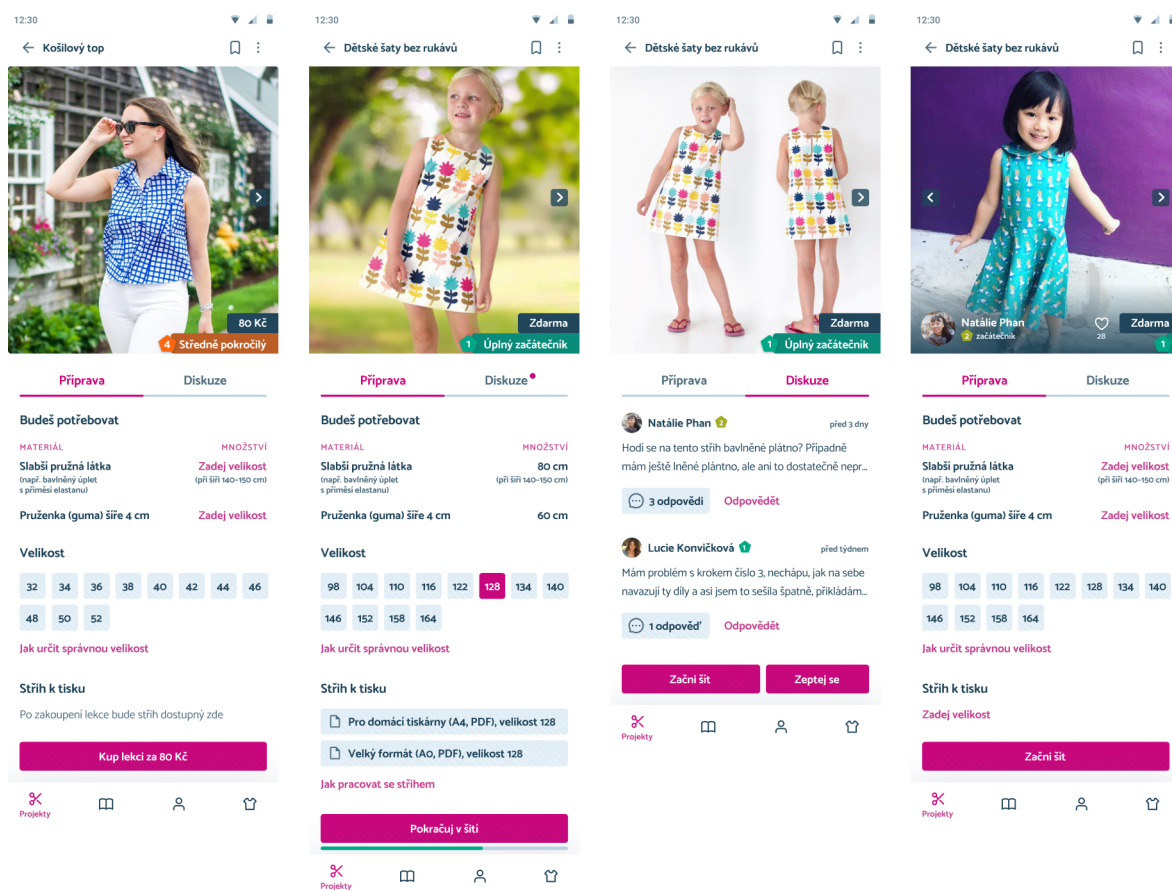 12:30
Košilový top
80 Kč
4 Středně pokročilý
Příprava Diskuze
Budeš potřebovat
MATERIÁL MNOŽSTVÍ
Slabší pružná látka Zadej velikost
(např. bavlněný úplet (při šíři 140–150 cm)
s příměsí elastanu)
Pruženka (guma) šíře 4 cm Zadej velikost
Velikost
32 34 36 38 40 42 44 46
48 50 52
Jak určit správnou velikost
Střih k tisku
Po zakoupení lekce bude střih dostupný zde
Kup lekci za 80 Kč
Projekty
12:30
Dětské šaty bez rukávů
Zdarma
1 Úplný začátečník
Příprava Diskuze
Budeš potřebovat
MATERIÁL MNOŽSTVÍ
Slabší pružná látka 80 cm
(např. bavlněný úplet (při šíři 140–150 cm)
s příměsí elastanu)
Pruženka (guma) šíře 4 cm 60 cm
Velikost
98 104 110 116 122 128 134 140
146 152 158 164
Jak určit správnou velikost
Střih k tisku
Pro domácí tiskárny (A4, PDF), velikost 128
Velký formát (A0, PDF), velikost 128
Jak pracovat se střihem
Pokračuj v šití
Projekty
12:30
Dětské šaty bez rukávů
Zdarma
1 Úplný začátečník
Příprava Diskuze
Natálie Phan 2 před 3 dny
Hodí se na tento střih bavlněné plátno? Případně
mám ještě lněné plántno, ale ani to dostatečně nepr...
3 odpovědi Odpovědět
Lucie Konvičková 1 před týdnem
Mám problém s krokem číslo 3, nechápu, jak na sebe
navazují ty díly a asi jsem to sešila špatně, přikládám...
1 odpověď Odpovědět
Začni šít Zeptej se
Projekty
12:30
Dětské šaty bez rukávů
Natálie Phan
2 začátečník
28
Zdarma
1
Příprava Diskuze
Budeš potřebovat
MATERIÁL MNOŽSTVÍ
Slabší pružná látka Zadej velikost
(např. bavlněný úplet (při šíři 140–150 cm)
s příměsí elastanu)
Pruženka (guma) šíře 4 cm Zadej velikost
Velikost
98 104 110 116 122 128 134 140
146 152 158 164
Jak určit správnou velikost
Střih k tisku
Zadej velikost
Začni šít
Projekty